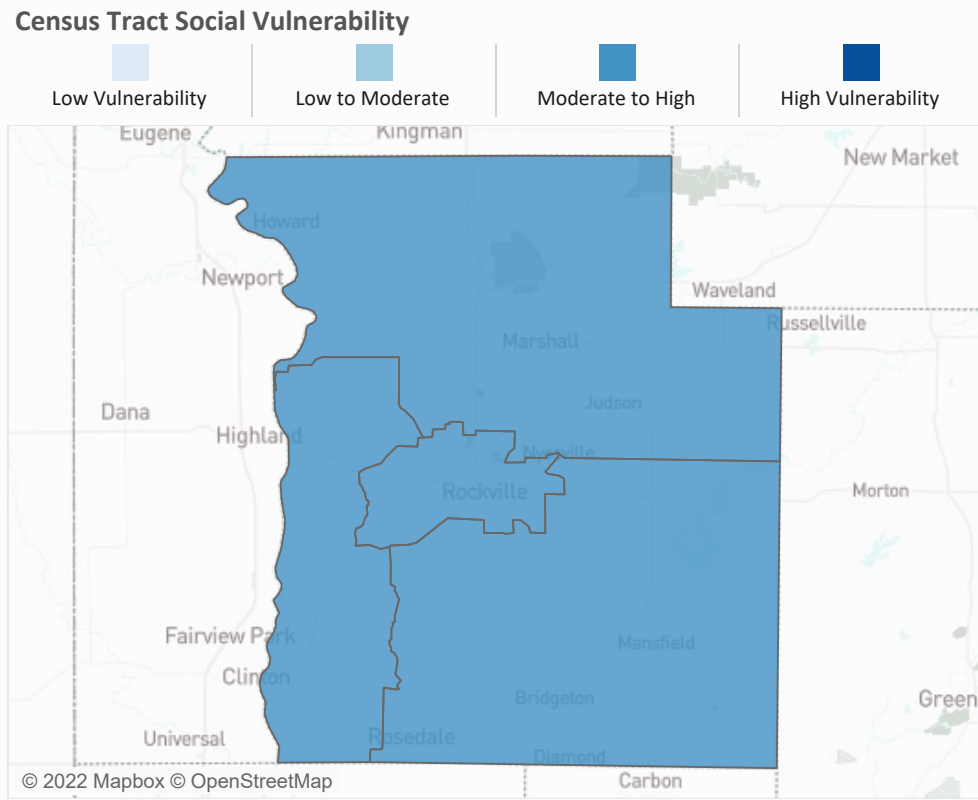 Census Tract Social Vulnerability
Low Vulnerability
Low to Moderate
Moderate to High
High Vulnerability
Eugene
Kingman
New Market
Howard
Newport
Waveland
Russellville
Marshall
Judson
Dana
Highland
Nyesville
Rockville
Morton
Fairview Park
Mansfield
Clinton
Bridgeton
Green
Universal
Rosedale
Diamond
© 2022 Mapbox © OpenStreetMap
Carbon